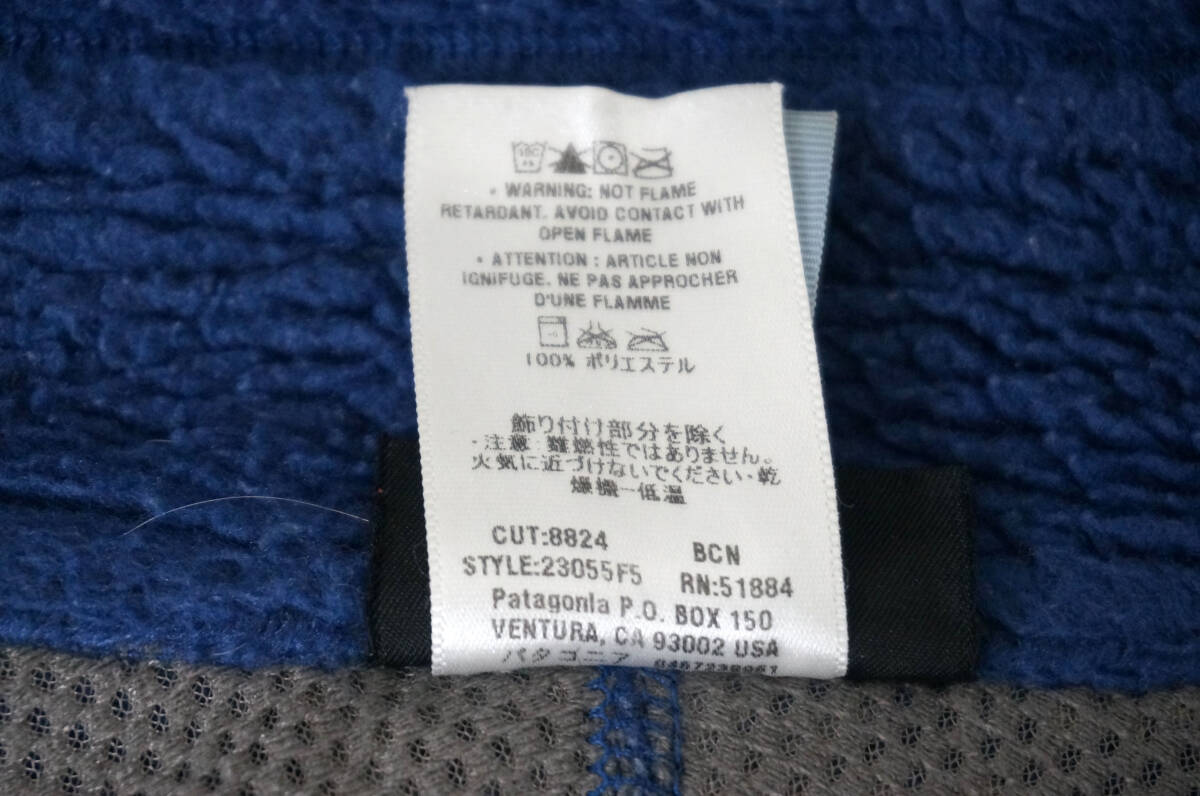 • WARNING: NOT FLAME
RETARDANT. AVOID CONTACT WITH
OPEN FLAME
• ATTENTION : ARTICLE NON
IGNIFUGE. NE PAS APPROCHER
D'UNE FLAMME
100% ポリエステル
飾り付け部分を除く
・注意：難燃性ではありません。
火気に近づけないでください・乾
燥機ー低温
CUT:8824 BCN
STYLE:23055F5 RN:51884
Patagonia P.O. BOX 150
VENTURA, CA 93002 USA
パタゴニア